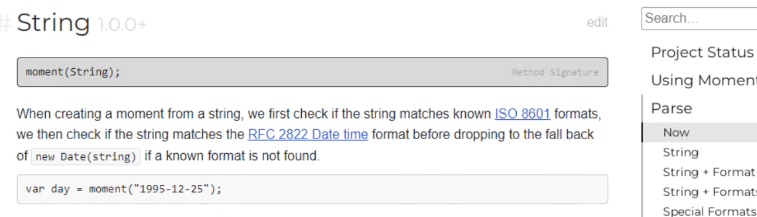 # String 1.0.0+
edit
moment(String);
Method Signature
When creating a moment from a string, we first check if the string matches known ISO 8601 formats,
we then check if the string matches the RFC 2822 Date time format before dropping to the fall back
of new Date(string) if a known format is not found.
var day = moment("1995-12-25");
Search...
Project Status
Using Moment
Parse
Now
String
String + Format
String + Formats
Special Formats